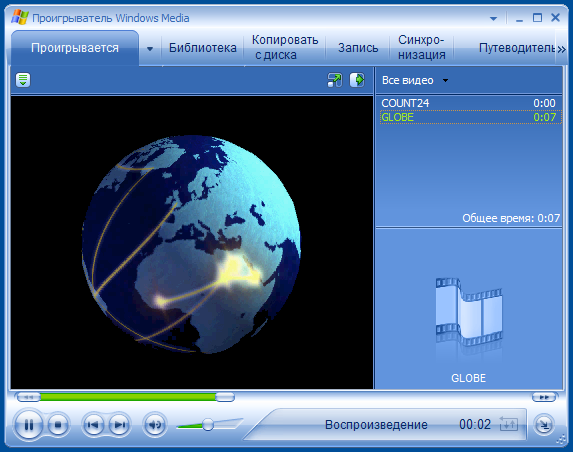 Проигрыватель Windows Media
Проигрывается
Библиотека
Копировать
с диска
Запись
Синхро-
низация
Путеводитель
Все видео
COUNT24 0:00
GLOBE 0:07
Общее время: 0:07
GLOBE
Воспроизведение 00:02